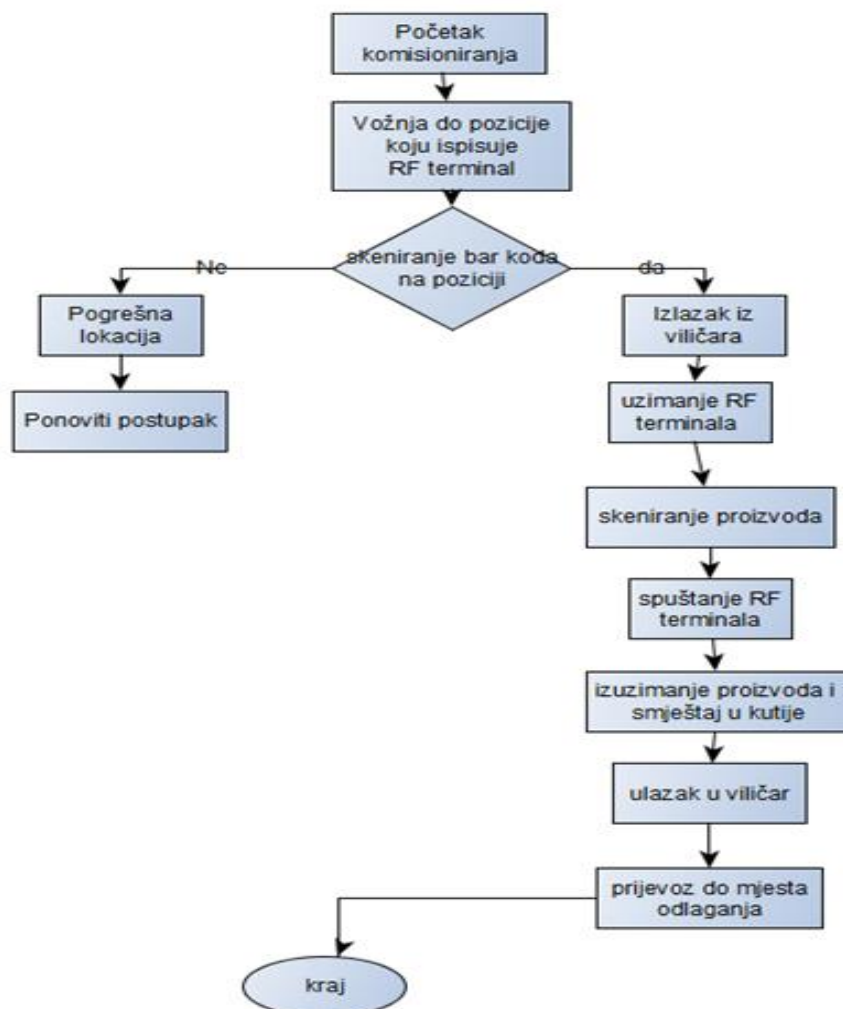 Početak
komisioniranja
Vožnja do pozicije
koju ispisuje
RF terminal
skeniranje bar koda
na poziciji
Ne
da
Pogrešna
lokacija
Ponoviti postupak
Izlazak iz
viličara
uzimanje RF
terminala
skeniranje proizvoda
spuštanje RF
terminala
izuzimanje proizvoda i
smještaj u kutije
ulazak u viličar
prijevoz do mjesta
odlaganja
kraj